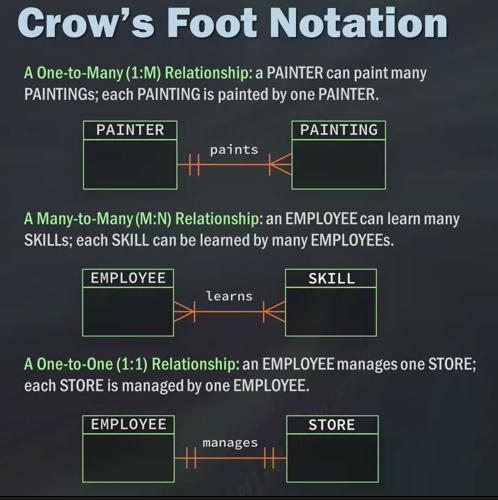 Crow's Foot Notation
A One-to-Many (1:M) Relationship: a PAINTER can paint many
PAINTINGs; each PAINTING is painted by one PAINTER.
PAINTER
paints
PAINTING
A Many-to-Many (M:N) Relationship: an EMPLOYEE can learn many
SKILLs; each SKILL can be learned by many EMPLOYEEs.
EMPLOYEE
learns
SKILL
A One-to-One (1:1) Relationship: an EMPLOYEE manages one STORE;
each STORE is managed by one EMPLOYEE.
EMPLOYEE
manages
STORE